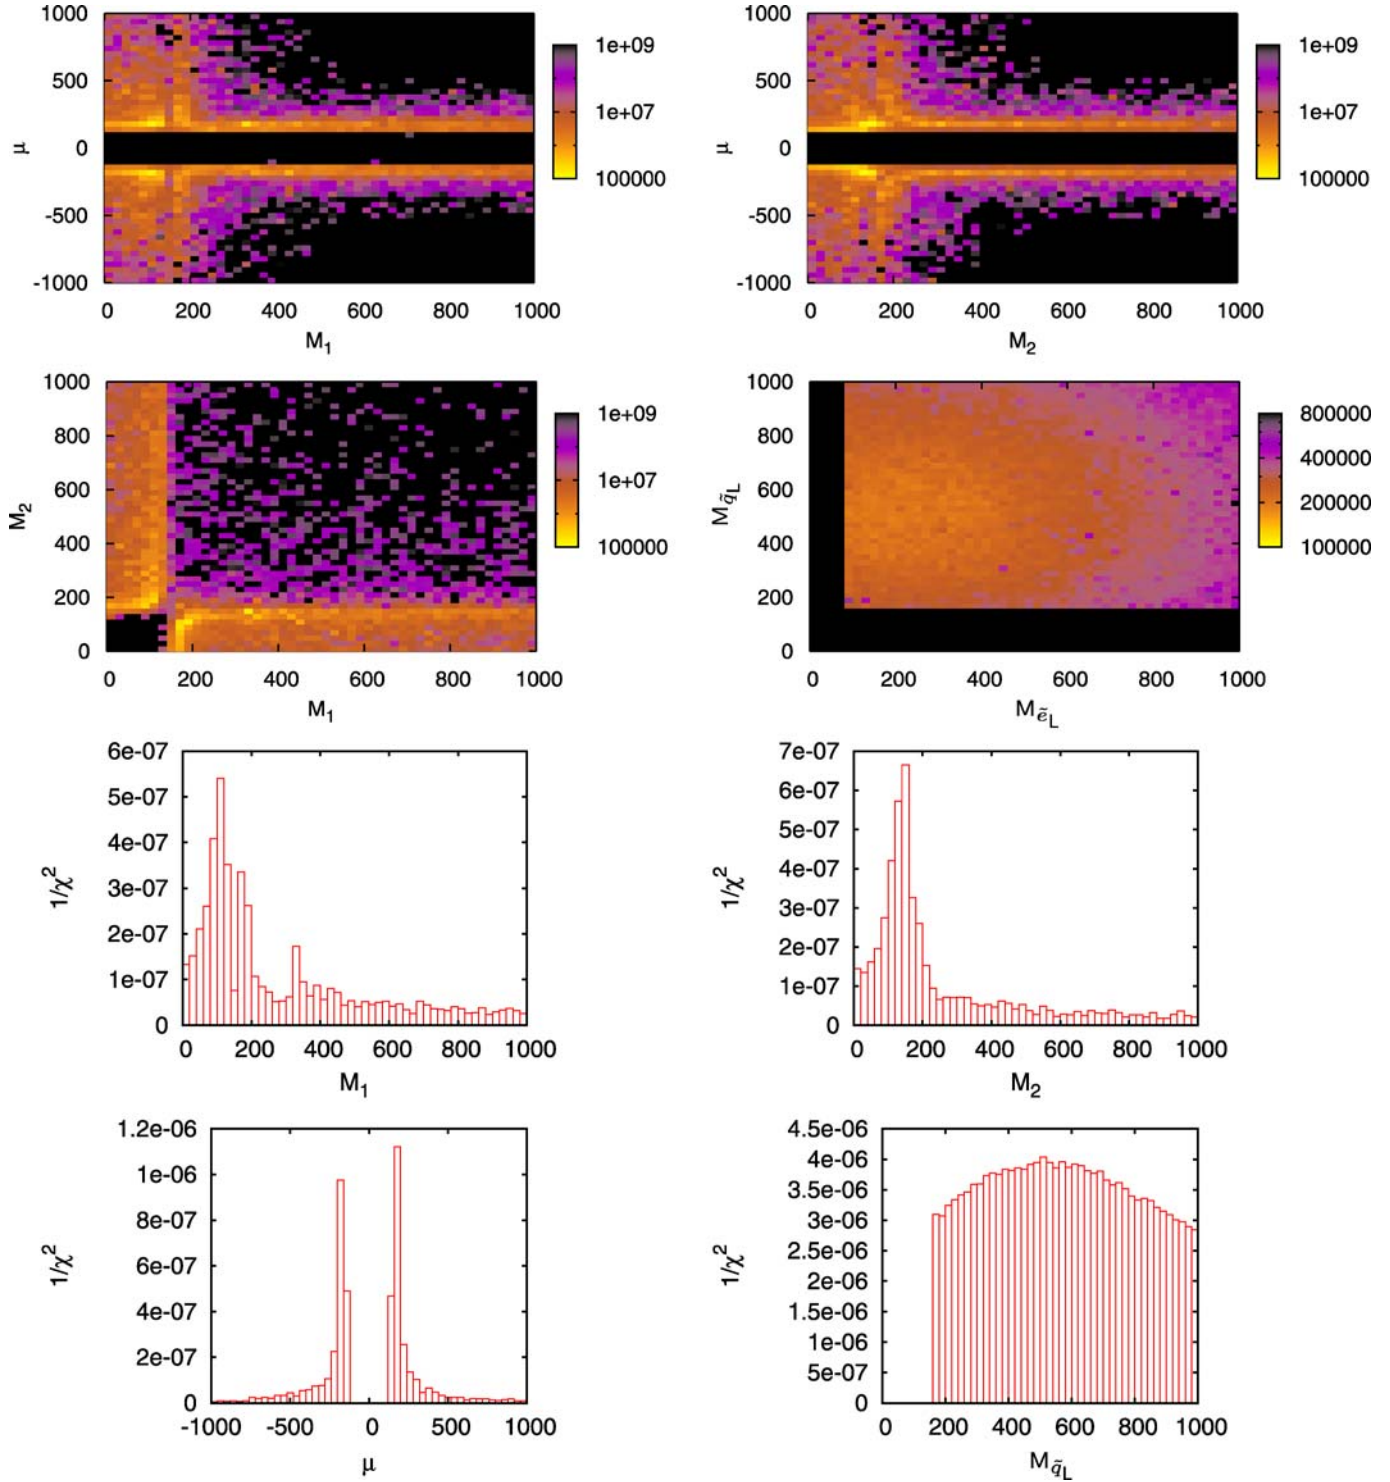 1000
500
0
-500
-1000
μ
0 200 400 600 800 1000
M1
1e+09
1e+07
100000
1000
500
0
-500
-1000
μ
0 200 400 600 800 1000
M2
1e+09
1e+07
100000
1000
800
600
400
200
0
M2
0 200 400 600 800 1000
M1
1e+09
1e+07
100000
1000
800
600
400
200
0
Mq̃L
0 200 400 600 800 1000
MẽL
800000
400000
200000
100000
6e-07
5e-07
4e-07
3e-07
2e-07
1e-07
0
1/χ²
0 200 400 600 800 1000
M1
7e-07
6e-07
5e-07
4e-07
3e-07
2e-07
1e-07
0
1/χ²
0 200 400 600 800 1000
M2
1.2e-06
1e-06
8e-07
6e-07
4e-07
2e-07
0
1/χ²
-1000 -500 0 500 1000
μ
4.5e-06
4e-06
3.5e-06
3e-06
2.5e-06
2e-06
1.5e-06
1e-06
5e-07
0
1/χ²
0 200 400 600 800 1000
Mq̃L